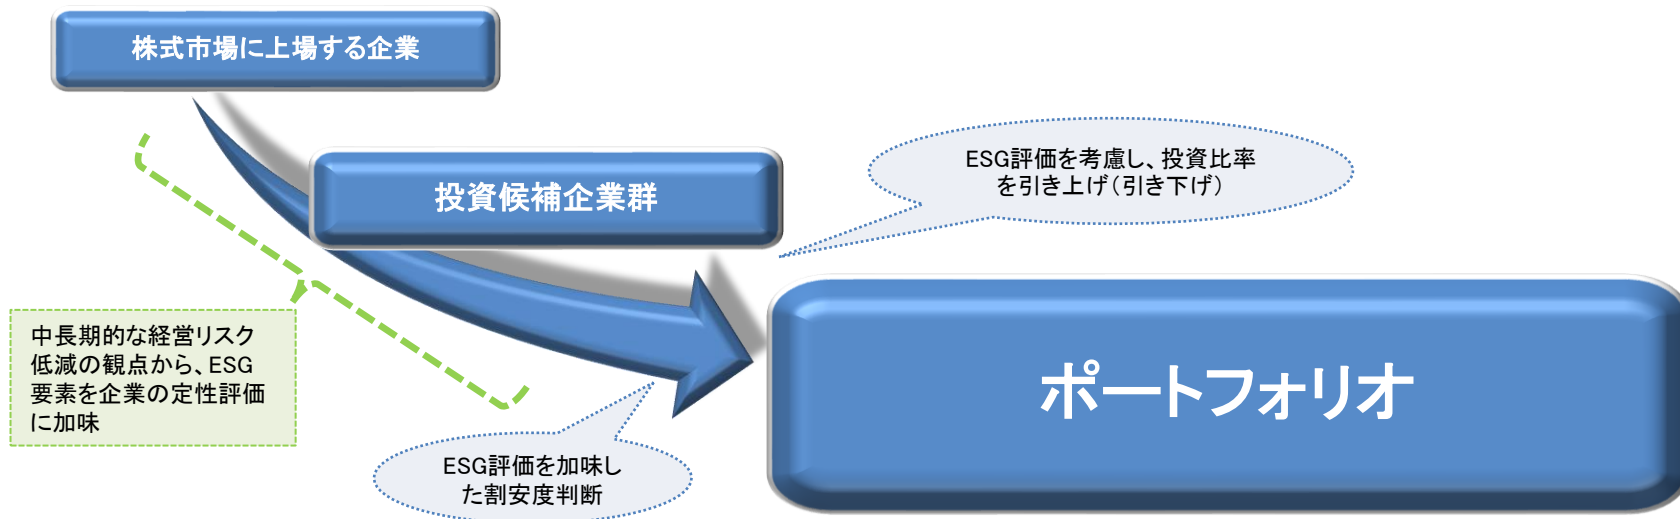 株式市場に上場する企業
投資候補企業群
ESG評価を考慮し、投資比率
を引き上げ(引き下げ)
中長期的な経営リスク
低減の観点から、ESG
要素を企業の定性評価
に加味
ポートフォリオ
ESG評価を加味し
た割安度判断